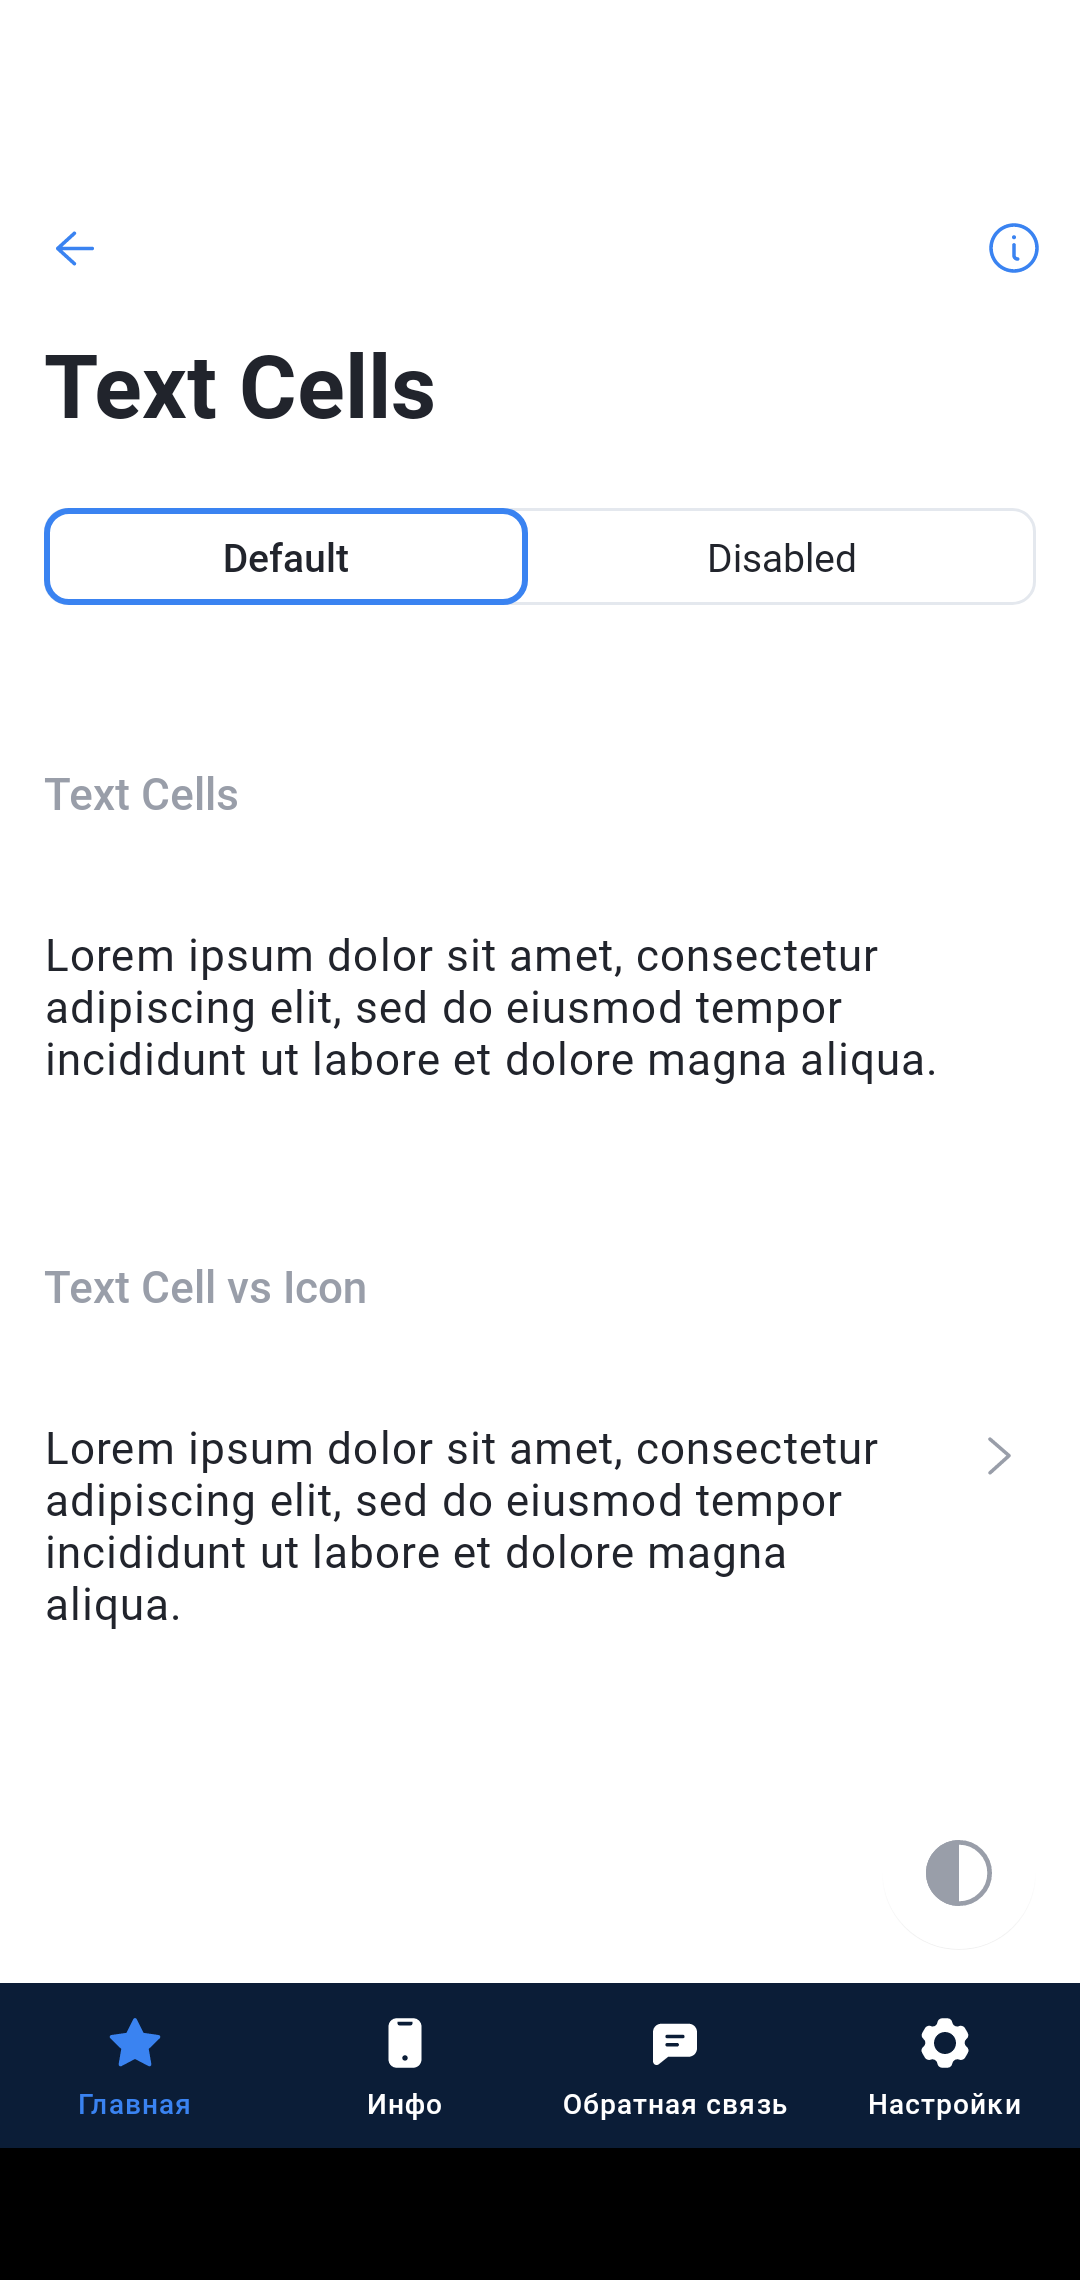 Text Cells
Default
Disabled
Text Cells
Lorem ipsum dolor sit amet, consectetur
adipiscing elit, sed do eiusmod tempor
incididunt ut labore et dolore magna aliqua.
Text Cell vs Icon
Lorem ipsum dolor sit amet, consectetur
adipiscing elit, sed do eiusmod tempor
incididunt ut labore et dolore magna
aliqua.
Главная
Инфо
Обратная связь
Настройки